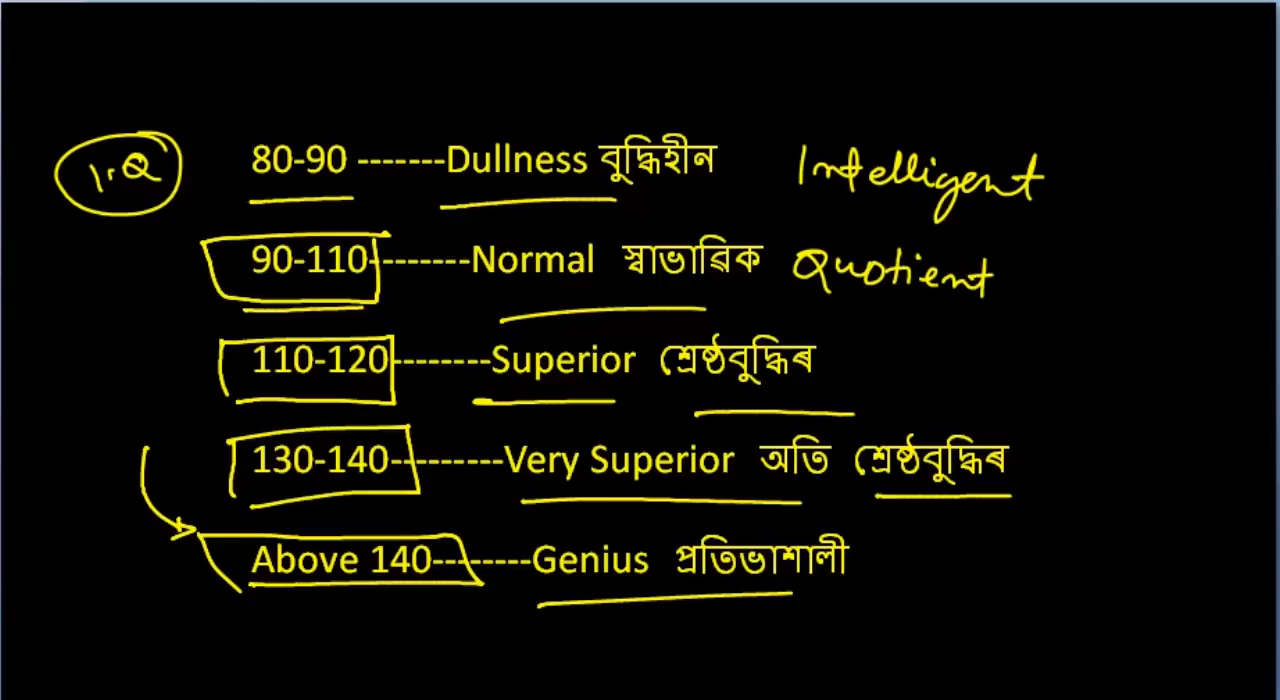 I.Q 80-90 -------Dullness বুদ্ধিহীন Intelligent
90-110--------Normal স্বাভাৱিক Quotient
110-120--------Superior শ্ৰেষ্ঠবুদ্ধিৰ
130-140---------Very Superior অতি শ্ৰেষ্ঠবুদ্ধিৰ
Above 140--------Genius প্ৰতিভাশালী